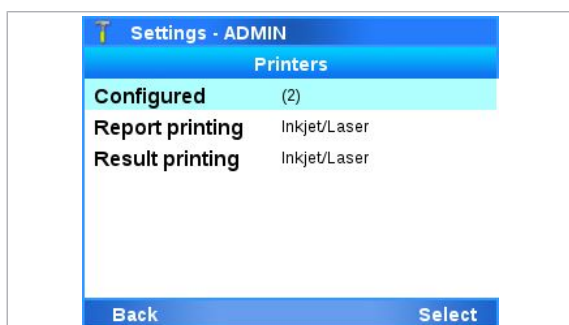 Settings - ADMIN
Printers
Configured (2)
Report printing Inkjet/Laser
Result printing Inkjet/Laser
Back Select